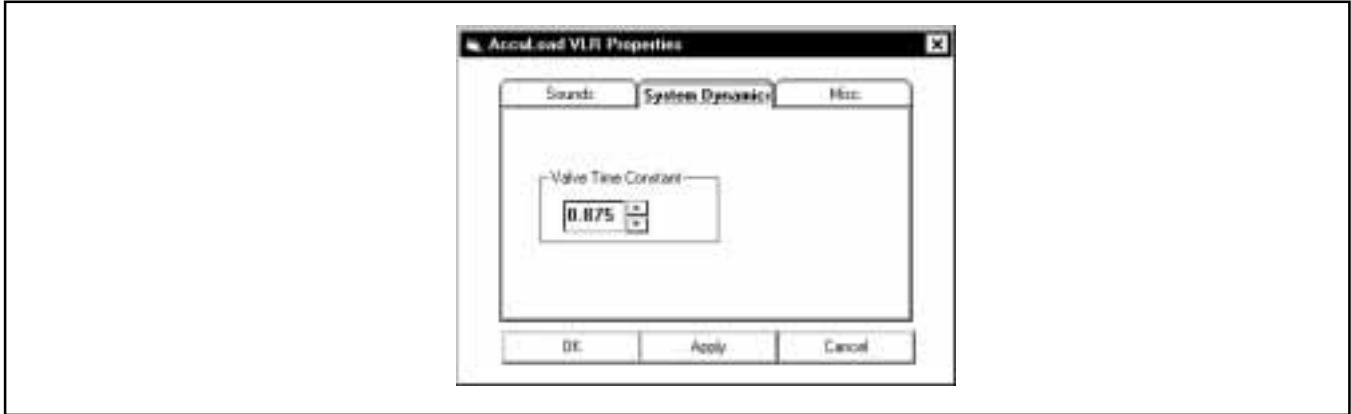 AccuLoad VLR Properties
Sounds System Dynamics Misc.
Valve Time Constant
0.875
OK Apply Cancel